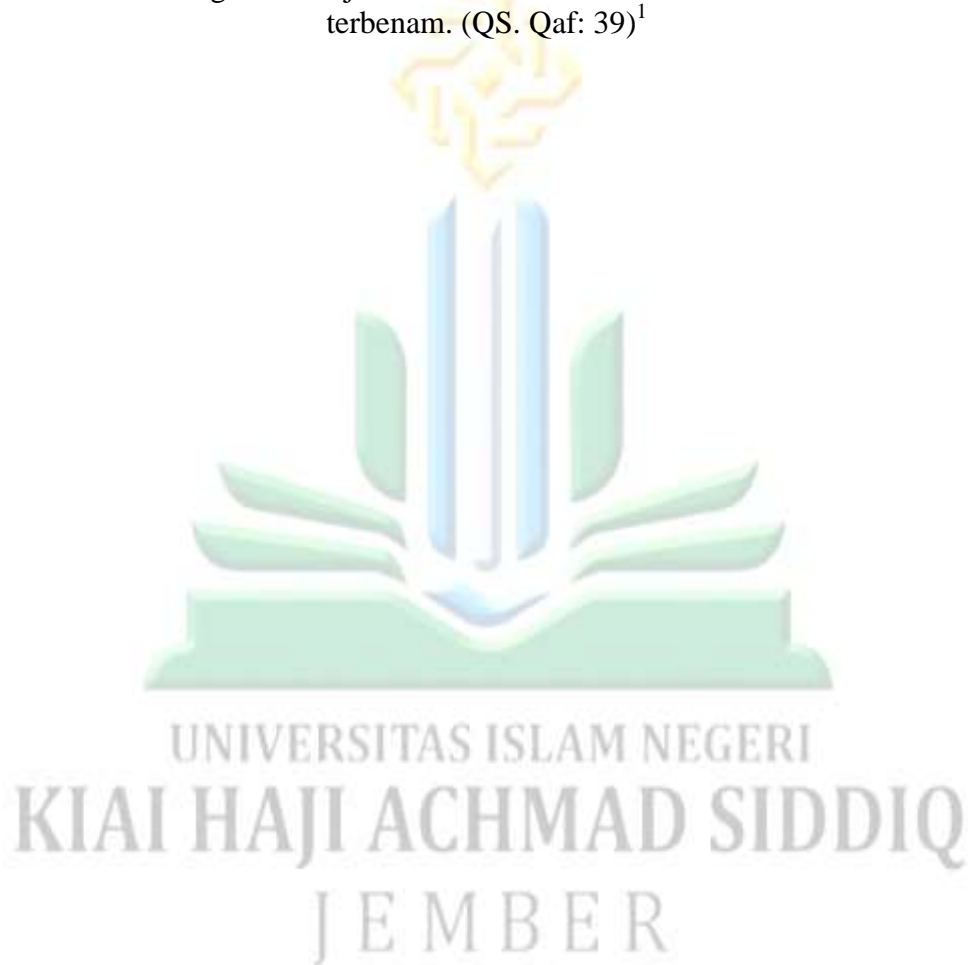 terbenam. (QS. Qaf: 39)¹
UNIVERSITAS ISLAM NEGERI
KIAI HAJI ACHMAD SIDDIQ
JEMBER